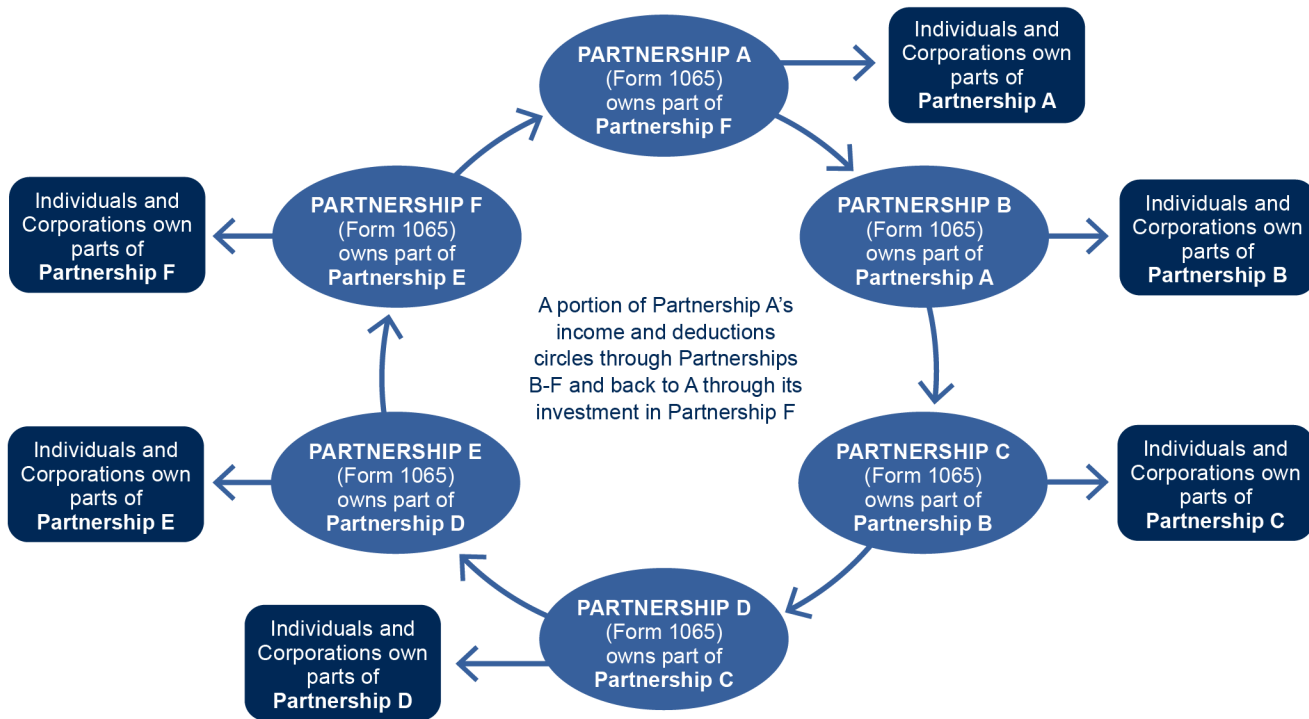 PARTNERSHIP A
(Form 1065)
owns part of
Partnership F
Individuals and
Corporations own
parts of
Partnership A
PARTNERSHIP B
(Form 1065)
owns part of
Partnership A
Individuals and
Corporations own
parts of
Partnership B
PARTNERSHIP C
(Form 1065)
owns part of
Partnership B
Individuals and
Corporations own
parts of
Partnership C
PARTNERSHIP D
(Form 1065)
owns part of
Partnership C
Individuals and
Corporations own
parts of
Partnership D
PARTNERSHIP E
(Form 1065)
owns part of
Partnership D
Individuals and
Corporations own
parts of
Partnership E
PARTNERSHIP F
(Form 1065)
owns part of
Partnership E
Individuals and
Corporations own
parts of
Partnership F
A portion of Partnership A’s
income and deductions
circles through Partnerships
B-F and back to A through its
investment in Partnership F